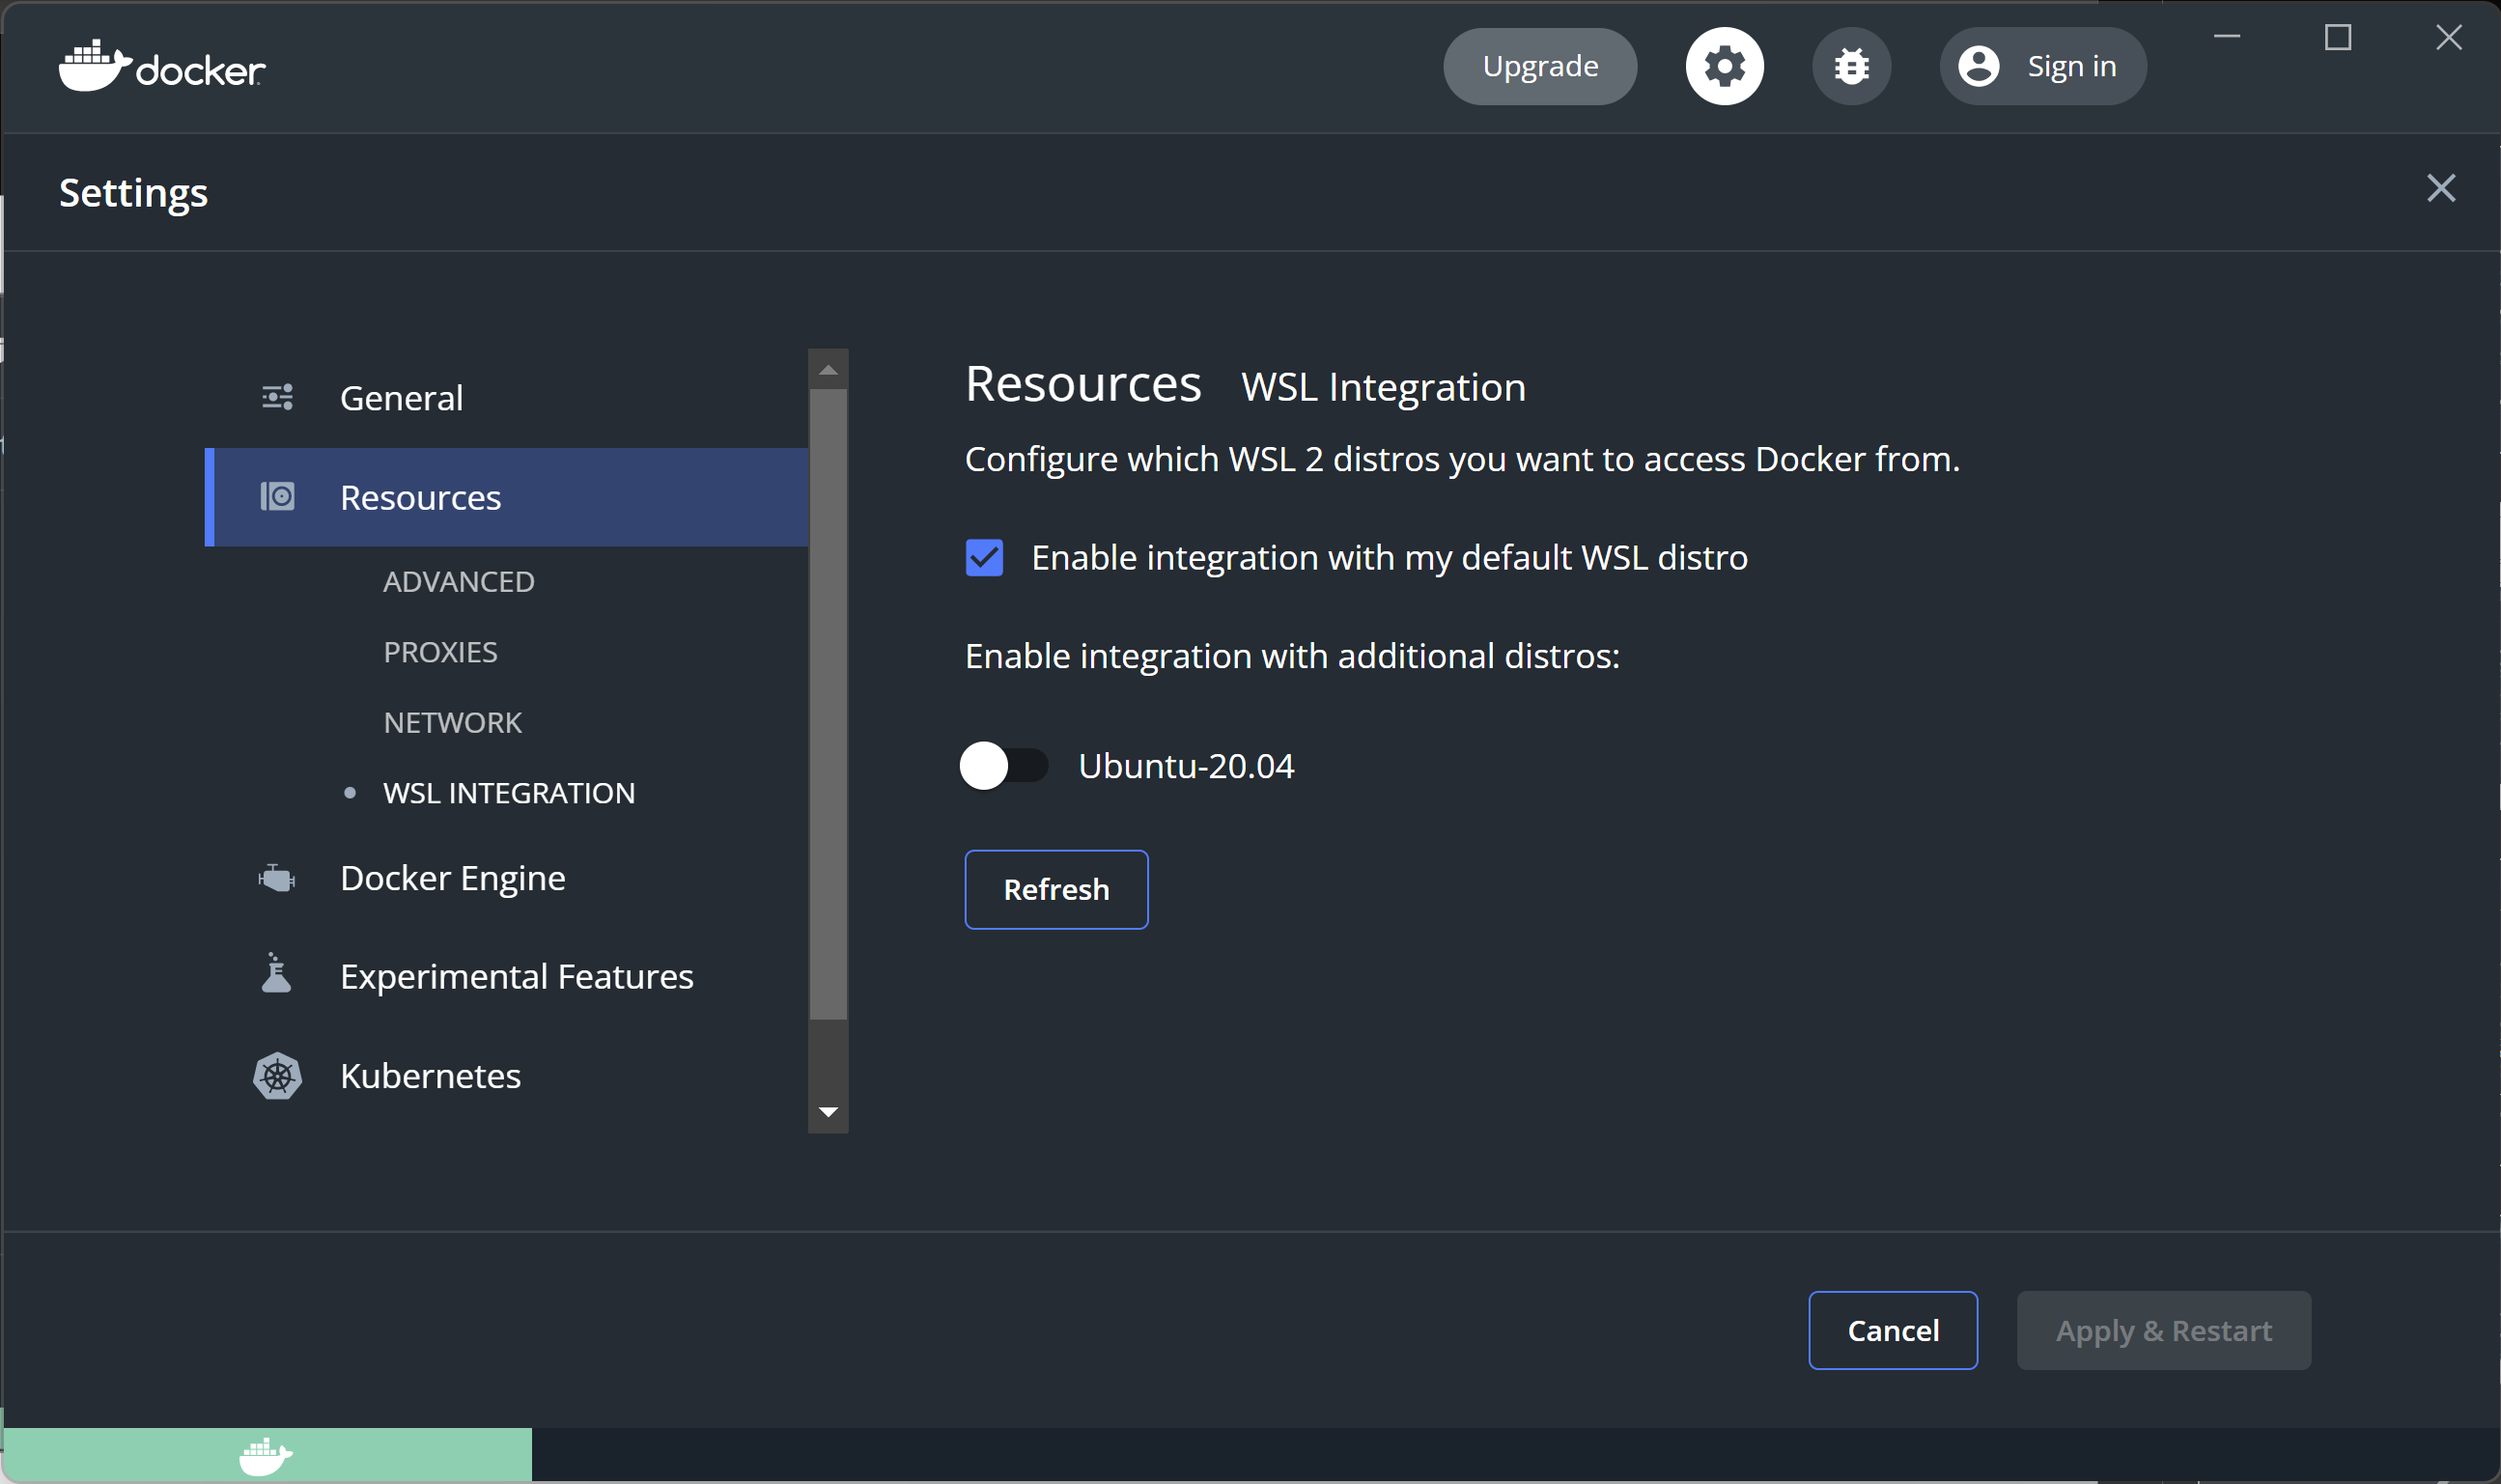 docker
Upgrade
Sign in
Settings
General
Resources
ADVANCED
PROXIES
NETWORK
WSL INTEGRATION
Docker Engine
Experimental Features
Kubernetes
Resources WSL Integration
Configure which WSL 2 distros you want to access Docker from.
Enable integration with my default WSL distro
Enable integration with additional distros:
Ubuntu-20.04
Refresh
Cancel
Apply & Restart